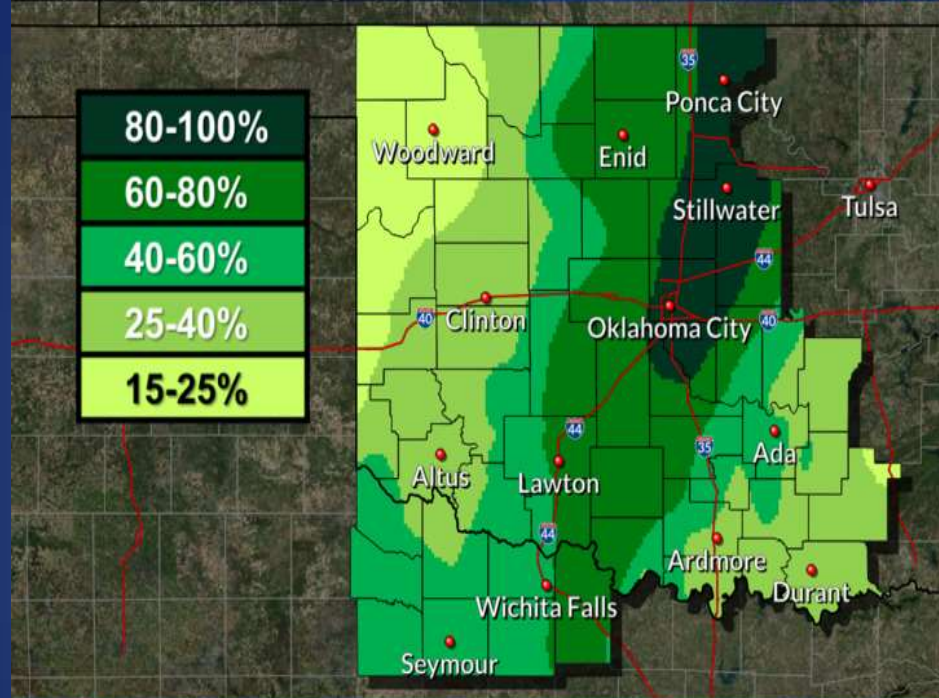 80-100%
60-80%
40-60%
25-40%
15-25%
35
Ponca City
Woodward
Enid
Stillwater
Tulsa
44
40
Clinton
Oklahoma City
40
44
35
Ada
Altus
Lawton
44
Ardmore
Durant
Wichita Falls
Seymour